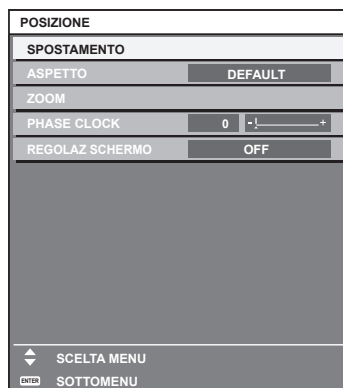 POSIZIONE
SPOSTAMENTO
ASPETTO DEFAULT
ZOOM
PHASE CLOCK 0 - +
REGOLAZ SCHERMO OFF
SCELTA MENU
ENTER SOTTOMENU